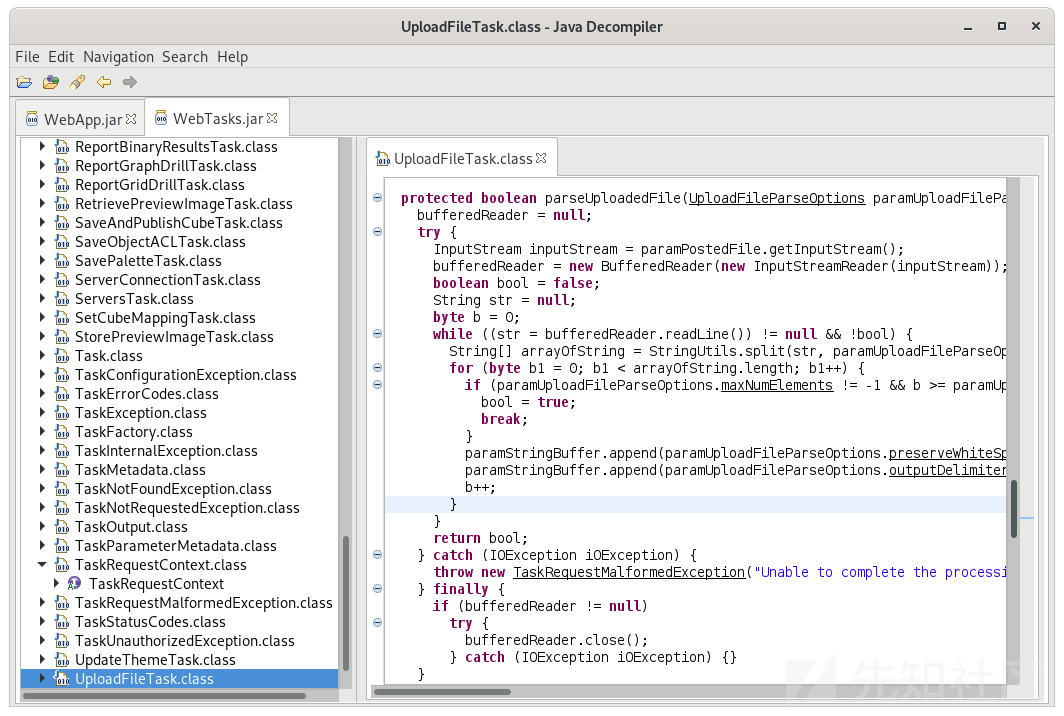 UploadFileTask.class - Java Decompiler
File Edit Navigation Search Help
WebApp.jar
WebTasks.jar
ReportBinaryResultsTask.class
ReportGraphDrillTask.class
ReportGridDrillTask.class
RetrievePreviewImageTask.class
SaveAndPublishCubeTask.class
SaveObjectACLTask.class
SavePaletteTask.class
ServerConnectionTask.class
ServersTask.class
SetCubeMappingTask.class
StorePreviewImageTask.class
Task.class
TaskConfigurationException.class
TaskErrorCodes.class
TaskException.class
TaskFactory.class
TaskInternalException.class
TaskMetadata.class
TaskNotFoundException.class
TaskNotRequestedException.class
TaskOutput.class
TaskParameterMetadata.class
TaskRequestContext.class
TaskRequestContext
TaskRequestMalformedException.class
TaskStatusCodes.class
TaskUnauthorizedException.class
UpdateThemeTask.class
UploadFileTask.class
UploadFileTask.class
protected boolean parseUploadedFile(UploadFileParseOptions paramUploadFilePa
bufferedReader = null;
try {
InputStream inputStream = paramPostedFile.getInputStream();
bufferedReader = new BufferedReader(new InputStreamReader(inputStream));
boolean bool = false;
String str = null;
byte b = 0;
while ((str = bufferedReader.readLine()) != null && !bool) {
String[] arrayOfString = StringUtils.split(str, paramUploadFileParseOp
for (byte b1 = 0; b1 < arrayOfString.length; b1++) {
if (paramUploadFileParseOptions.maxNumElements != -1 && b >= paramUp
bool = true;
break;
}
paramStringBuffer.append(paramUploadFileParseOptions.preserveWhiteSp
paramStringBuffer.append(paramUploadFileParseOptions.outputDelimiter
b++;
}
}
return bool;
} catch (IOException iOException) {
throw new TaskRequestMalformedException("Unable to complete the processi
} finally {
if (bufferedReader != null)
try {
bufferedReader.close();
} catch (IOException iOException) {}
}
先知社区